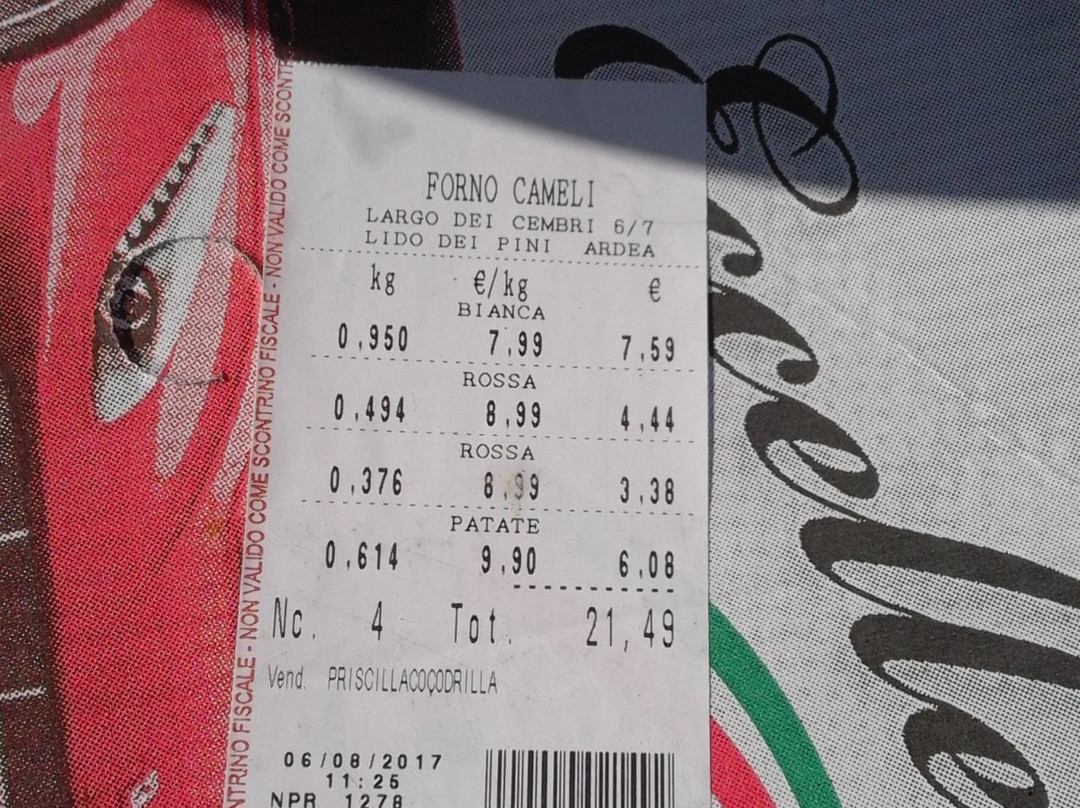 FORNO CAMELI
LARGO DEI CEMBRI 6/7
LIDO DEI PINI ARDEA
kg €/kg €
BIANCA
0,950 7,99 7,59
ROSSA
0,494 8,99 4,44
ROSSA
0,376 8,99 3,38
PATATE
0,614 9,90 6,08
Nc. 4 Tot. 21,49
Vend. PRISCILLACOÇODRILLA
06/08/2017
11:25
NPR 1278
NTRINO FISCALE - NON VALIDO COME SCONTRINO FISCALE - NON VALIDO COME SCONTR